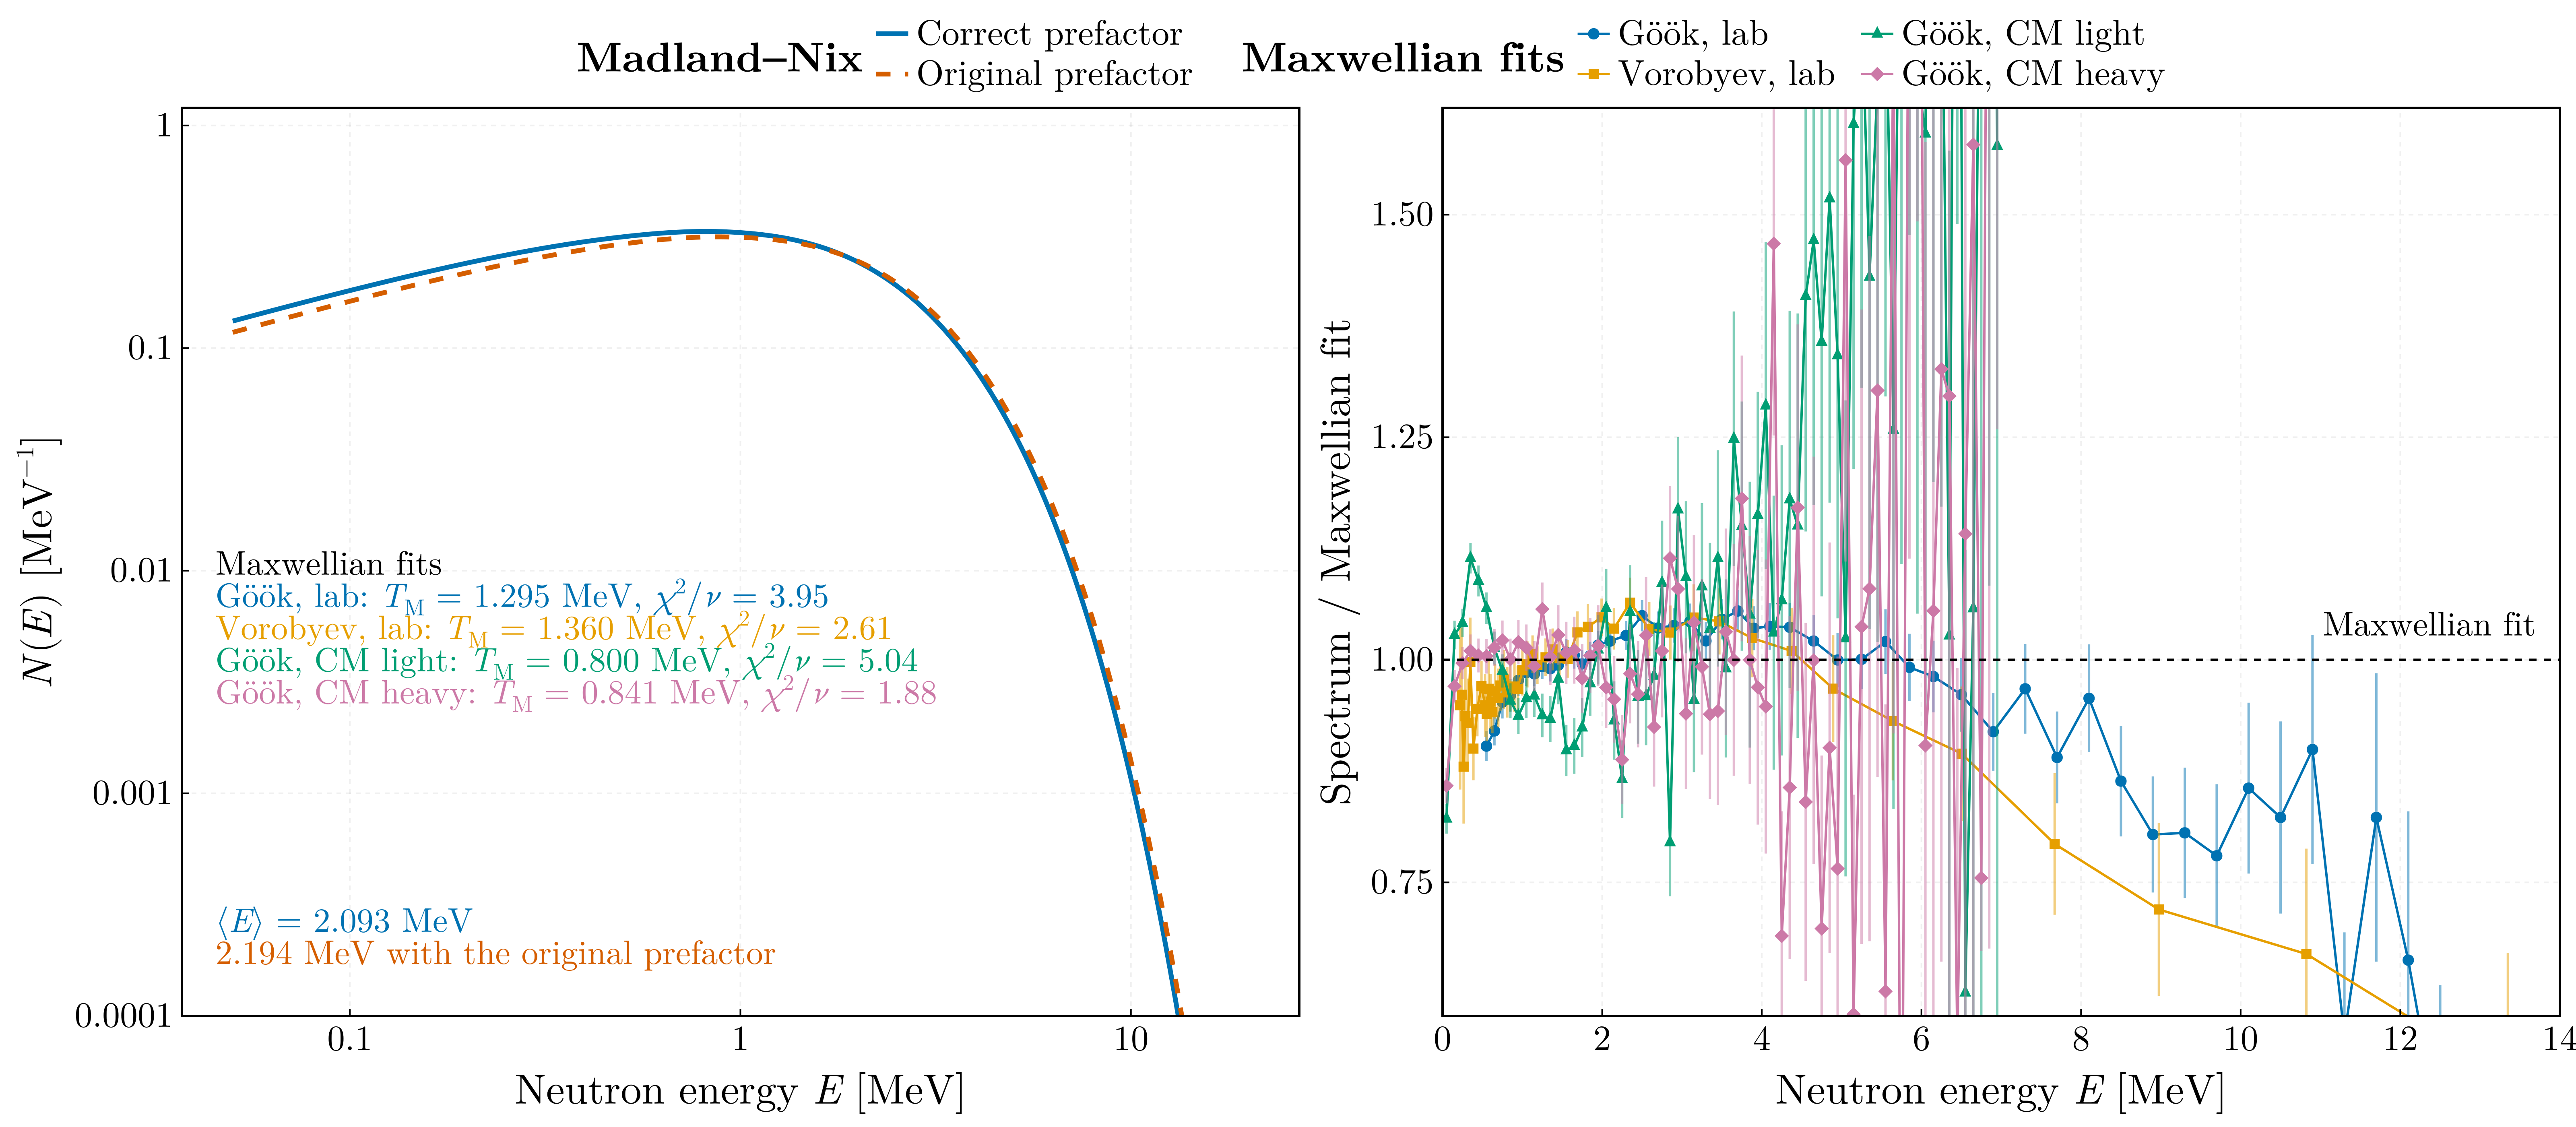 Madland–Nix
Correct prefactor
Original prefactor
N(E) [MeV⁻¹]
1
0.1
0.01
0.001
0.0001
Maxwellian fits
Göök, lab: T_M = 1.295 MeV, χ²/ν = 3.95
Vorobyev, lab: T_M = 1.360 MeV, χ²/ν = 2.61
Göök, CM light: T_M = 0.800 MeV, χ²/ν = 5.04
Göök, CM heavy: T_M = 0.841 MeV, χ²/ν = 1.88
⟨E⟩ = 2.093 MeV
2.194 MeV with the original prefactor
0.1 1 10
Neutron energy E [MeV]
Maxwellian fits
Göök, lab
Vorobyev, lab
Göök, CM light
Göök, CM heavy
Spectrum / Maxwellian fit
1.50
1.25
1.00
0.75
Maxwellian fit
0 2 4 6 8 10 12 14
Neutron energy E [MeV]